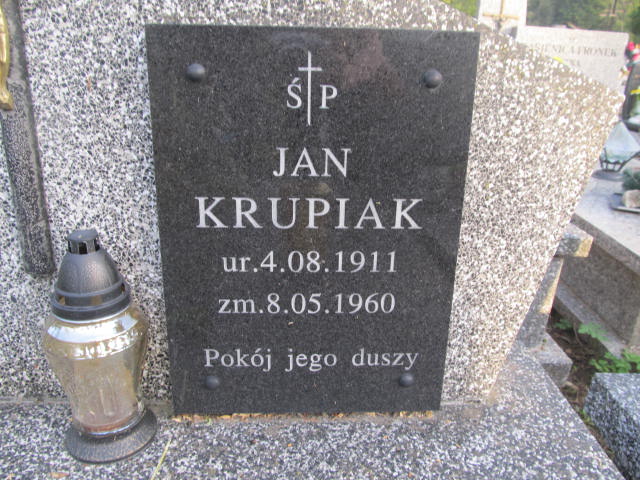 Ś P
JAN
KRUPIAK
ur.4.08.1911
zm.8.05.1960
Pokój jego duszy